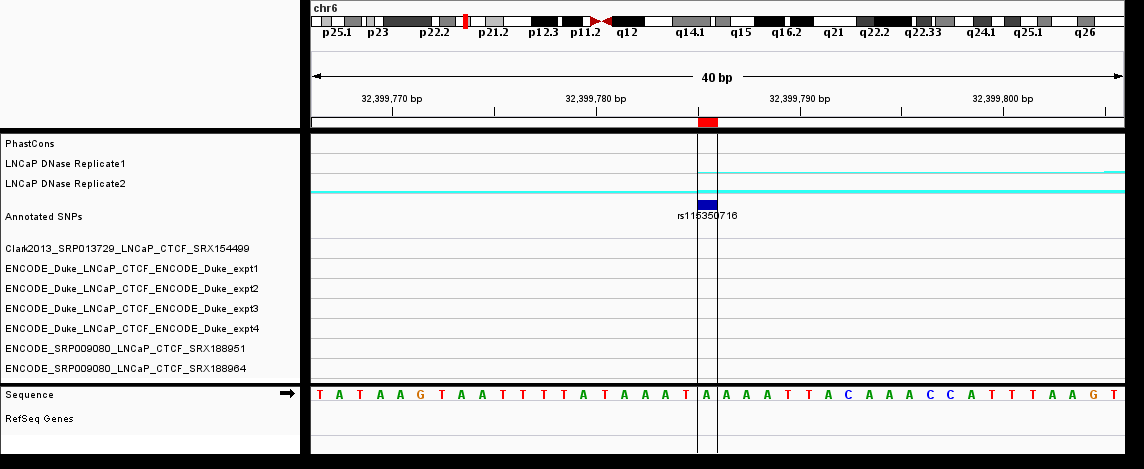 chr6
p25.1 p23 p22.2 p21.2 p12.3 p11.2 q12 q14.1 q15 q16.2 q21 q22.2 q22.33 q24.1 q25.1 q26
40 bp
32,399,770 bp 32,399,780 bp 32,399,790 bp 32,399,800 bp
PhastCons
LNCaP DNase Replicate1
LNCaP DNase Replicate2
Annotated SNPs
rs115350716
Clark2013_SRP013729_LNCaP_CTCF_SRX154499
ENCODE_Duke_LNCaP_CTCF_ENCODE_Duke_expt1
ENCODE_Duke_LNCaP_CTCF_ENCODE_Duke_expt2
ENCODE_Duke_LNCaP_CTCF_ENCODE_Duke_expt3
ENCODE_Duke_LNCaP_CTCF_ENCODE_Duke_expt4
ENCODE_SRP009080_LNCaP_CTCF_SRX188951
ENCODE_SRP009080_LNCaP_CTCF_SRX188964
Sequence T A T A A G T A A T T T T A T A A A T A A A A T T A C A A A C C A T T T A A G T
RefSeq Genes